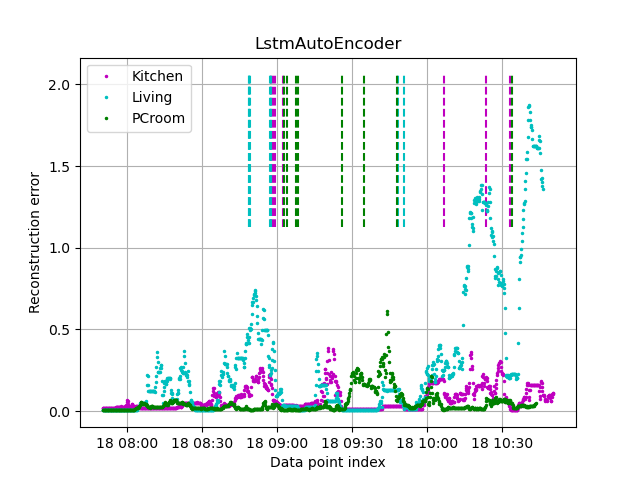 LstmAutoEncoder
Kitchen
Living
PCroom
Reconstruction error
2.0
1.5
1.0
0.5
0.0
18 08:00 18 08:30 18 09:00 18 09:30 18 10:00 18 10:30
Data point index